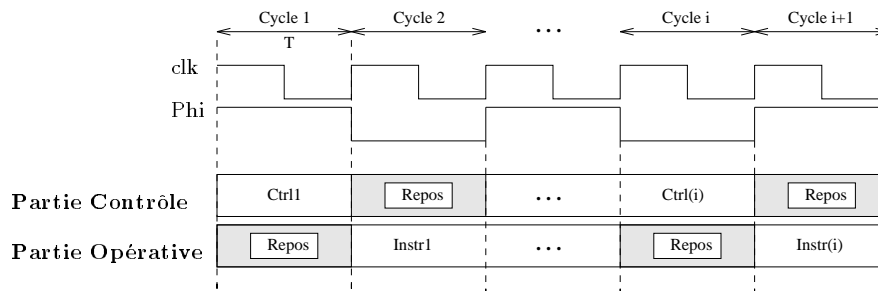 Cycle 1 Cycle 2 ... Cycle i Cycle i+1
T
clk
Phi
Partie Contrôle Ctrl1 Repos ... Ctrl(i) Repos
Partie Opérative Repos Instr1 ... Repos Instr(i)